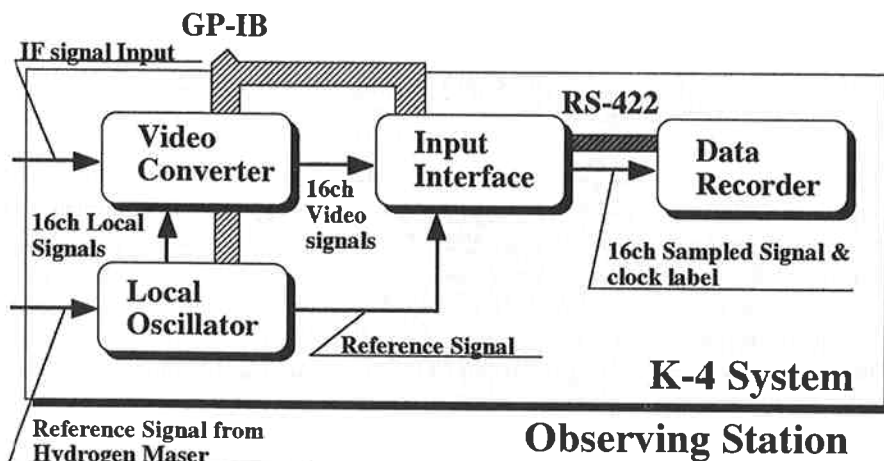 GP-IB
IF signal Input
RS-422
Video
Converter
Input
Interface
Data
Recorder
16ch Local
Signals
16ch
Video
signals
16ch Sampled Signal &
clock label
Local
Oscillator
Reference Signal
K-4 System
Reference Signal from
Hydrogen Maser
Observing Station